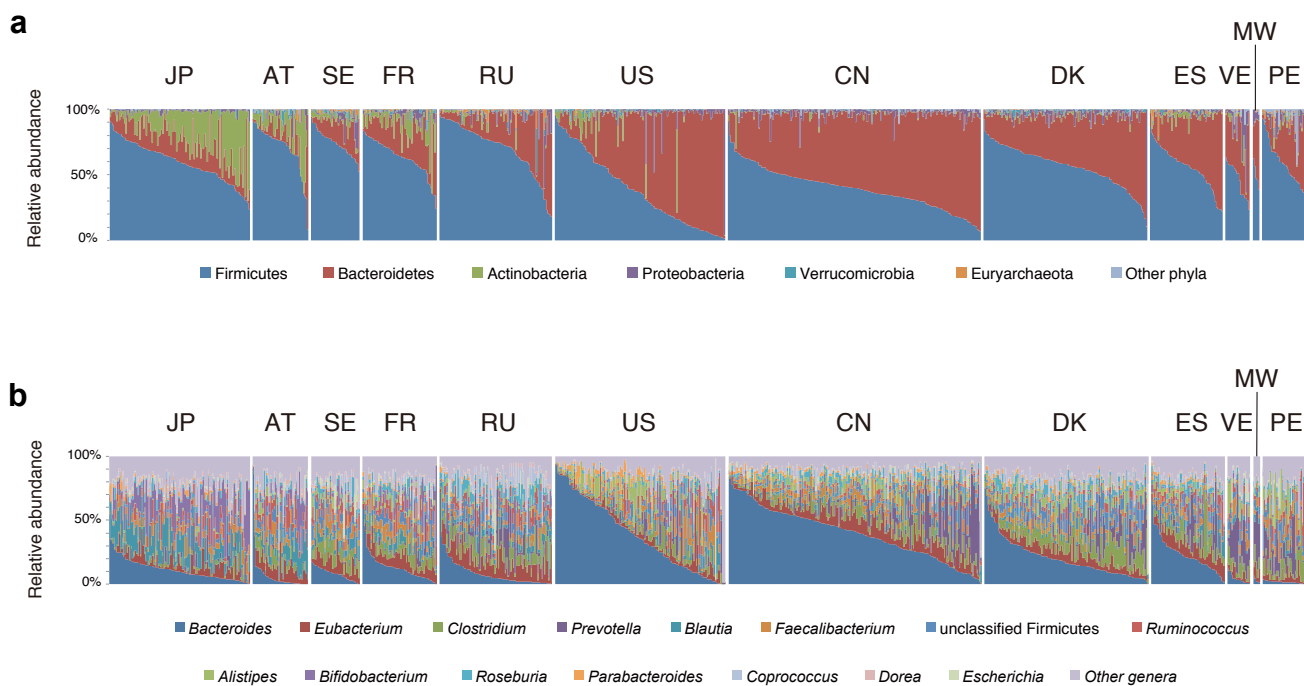 a
MW
JP AT SE FR RU US CN DK ES VE PE
100%
50%
0%
Relative abundance
Firmicutes Bacteroidetes Actinobacteria Proteobacteria Verrucomicrobia Euryarchaeota Other phyla
MW
b
JP AT SE FR RU US CN DK ES VE PE
100%
50%
0%
Relative abundance
Bacteroides Eubacterium Clostridium Prevotella Blautia Faecalibacterium unclassified Firmicutes Ruminococcus
Alistipes Bifidobacterium Roseburia Parabacteroides Coprococcus Dorea Escherichia Other genera